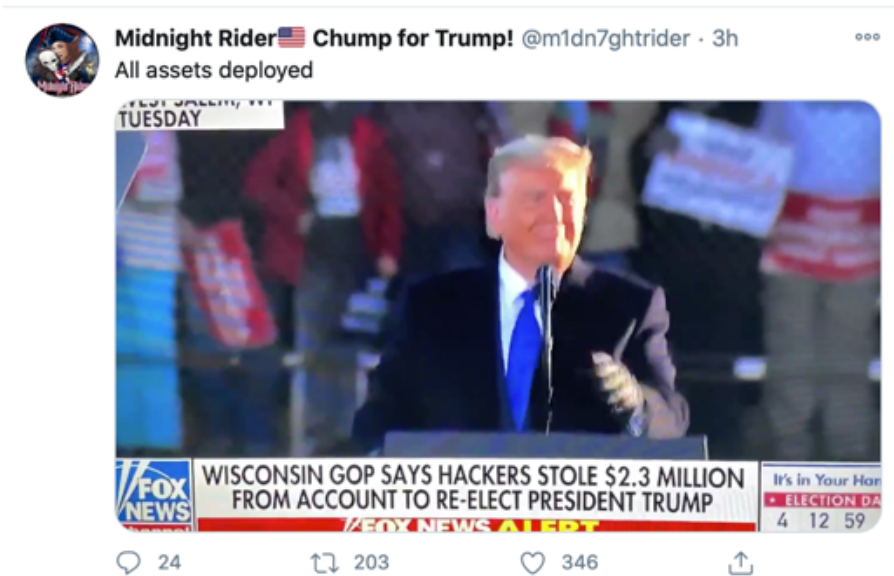 Midnight Rider🇺🇸 Chump for Trump! @m1dn7ghtrider · 3h
All assets deployed
TUESDAY
WISCONSIN GOP SAYS HACKERS STOLE $2.3 MILLION
FROM ACCOUNT TO RE-ELECT PRESIDENT TRUMP
FOX
NEWS
channel
FOX NEWS ALERT
It's in Your Han
ELECTION DA
4 12 59
24 203 346